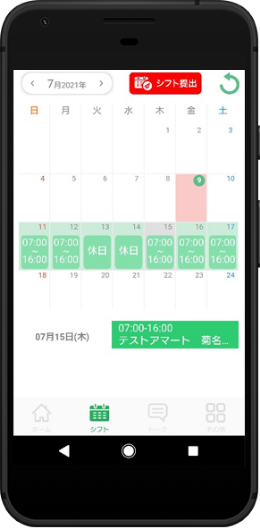 7月2021年
シフト提出
日 月 火 水 木 金 土
1 2 3
4 5 6 7 8 9 10
11 12 13 14 15 16 17
07:00 07:00 休日 休日 07:00 07:00 07:00
~ ~ ~ ~ ~
16:00 16:00 16:00 16:00 16:00
18 19 20 21 22 23 24
07月15日(木)
07:00-16:00
テストアマート 菊名...
ホーム シフト トーク その他